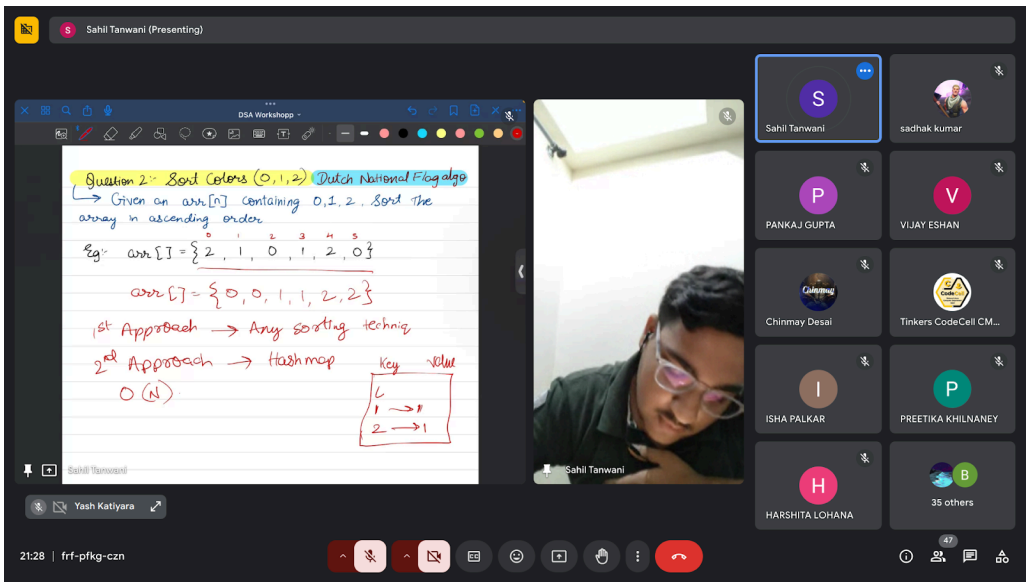 S Sahil Tanwani (Presenting)
DSA Workshopp
Question 2:- Sort Colors (0,1,2) Dutch National Flag algo
→ Given an arr[n] containing 0,1,2. Sort the
array in ascending order
0 1 2 3 4 5
Eg:- arr[] = {2, 1, 0, 1, 2, 0}
arr[] = {0,0,1,1,2,2}
1st Approach → Any sorting techniq
2nd Approach → Hashmap
Key Value
O(N)
1 → 11
2 → 1
Sahil Tanwani
Sahil Tanwani
S
Sahil Tanwani
sadhak kumar
P
PANKAJ GUPTA
V
VIJAY ESHAN
Chinmay
Chinmay Desai
CodeCell
Tinkers CodeCell CM...
I
ISHA PALKAR
P
PREETIKA KHILNANEY
H
HARSHITA LOHANA
B
35 others
Yash Katiyara
21:28 | frf-pfkg-czn
47